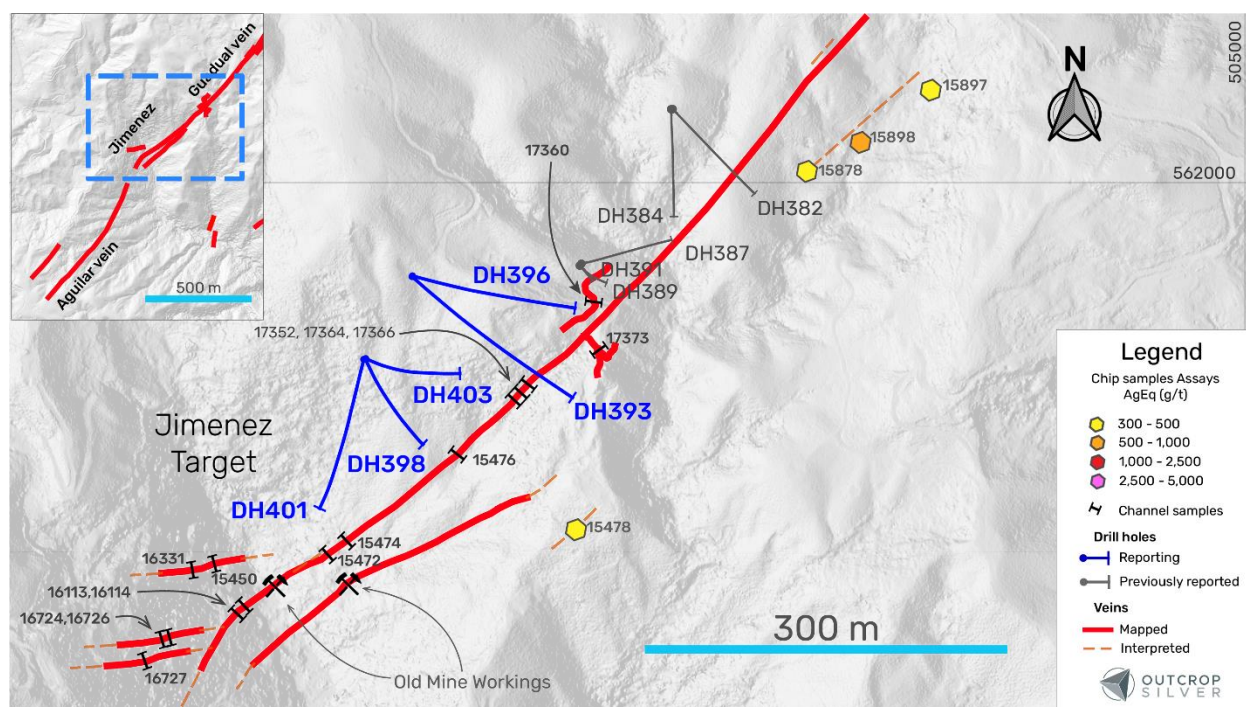 Guadual vein
Jimenez
Aguilar vein
500 m
N
505000
562000
15897
15898
15878
17360
DH384
DH382
DH387
DH391
DH389
DH396
17352, 17364, 17366
17373
DH403
DH393
Jimenez
Target
DH398
15476
DH401
15478
15474
15472
16331
15450
16113,16114
16724,16726
16727
Old Mine Workings
300 m
Legend
Chip samples Assays
AgEq (g/t)
300 - 500
500 - 1,000
1,000 - 2,500
2,500 - 5,000
Channel samples
Drill holes
Reporting
Previously reported
Veins
Mapped
Interpreted
OUTCROP
SILVER